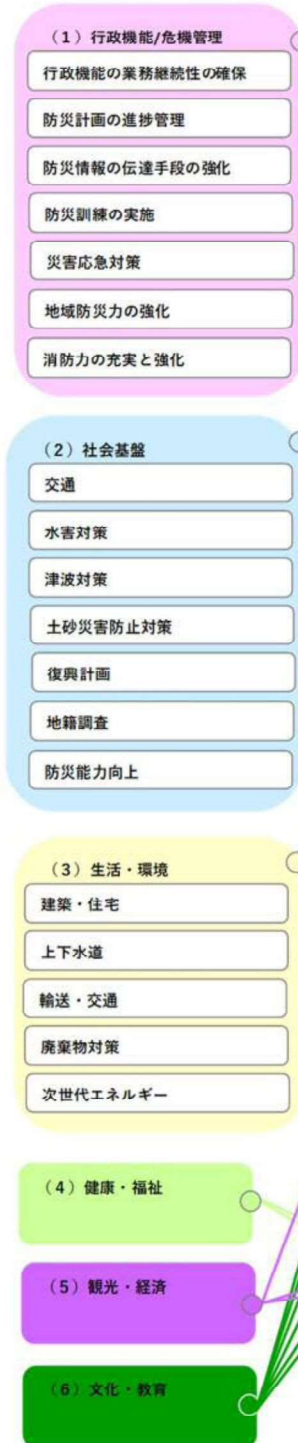 （1）行政機能/危機管理
行政機能の業務継続性の確保
防災計画の進捗管理
防災情報の伝達手段の強化
防災訓練の実施
災害応急対策
地域防災力の強化
消防力の充実と強化
（2）社会基盤
交通
水害対策
津波対策
土砂災害防止対策
復興計画
地籍調査
防災能力向上
（3）生活・環境
建築・住宅
上下水道
輸送・交通
廃棄物対策
次世代エネルギー
（4）健康・福祉
（5）観光・経済
（6）文化・教育